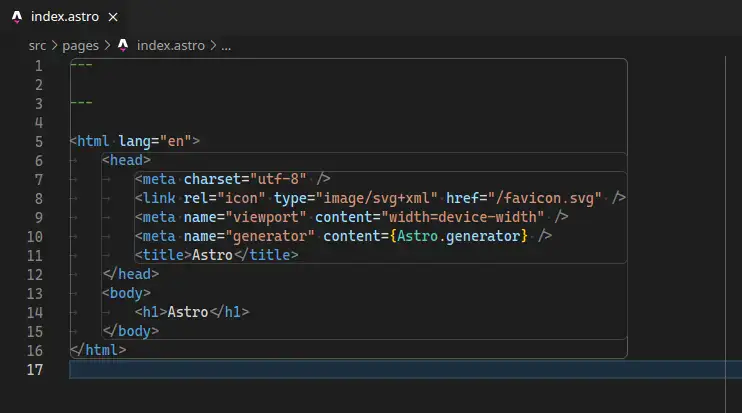 index.astro ×
src > pages > index.astro > ...
1 ---
2
3 ---
4
5 <html lang="en">
6 <head>
7 <meta charset="utf-8" />
8 <link rel="icon" type="image/svg+xml" href="/favicon.svg" />
9 <meta name="viewport" content="width=device-width" />
10 <meta name="generator" content={Astro.generator} />
11 <title>Astro</title>
12 </head>
13 <body>
14 <h1>Astro</h1>
15 </body>
16 </html>
17